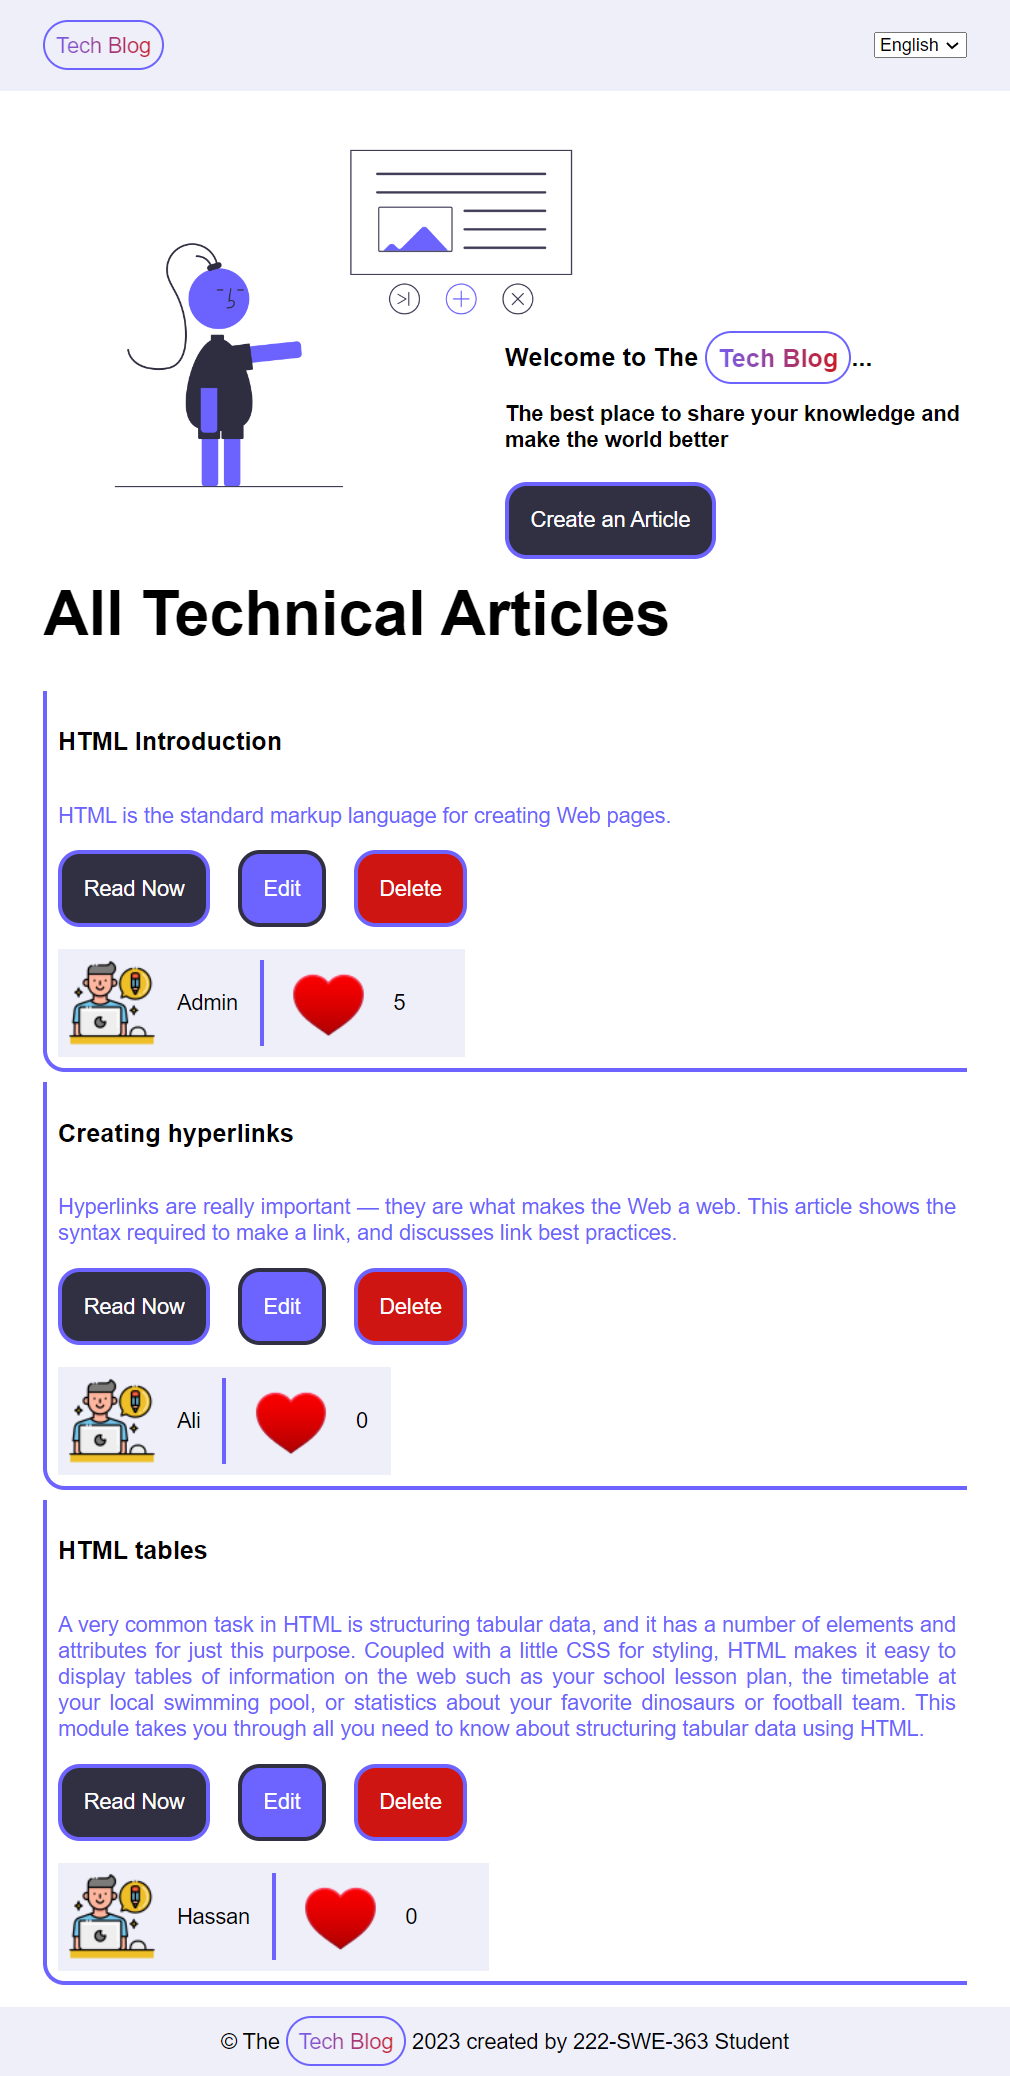 Tech Blog
English
Welcome to The Tech Blog...
The best place to share your knowledge and
make the world better
Create an Article
All Technical Articles
HTML Introduction
HTML is the standard markup language for creating Web pages.
Read Now Edit Delete
Admin 5
Creating hyperlinks
Hyperlinks are really important — they are what makes the Web a web. This article shows the
syntax required to make a link, and discusses link best practices.
Read Now Edit Delete
Ali 0
HTML tables
A very common task in HTML is structuring tabular data, and it has a number of elements and
attributes for just this purpose. Coupled with a little CSS for styling, HTML makes it easy to
display tables of information on the web such as your school lesson plan, the timetable at
your local swimming pool, or statistics about your favorite dinosaurs or football team. This
module takes you through all you need to know about structuring tabular data using HTML.
Read Now Edit Delete
Hassan 0
© The Tech Blog 2023 created by 222-SWE-363 Student